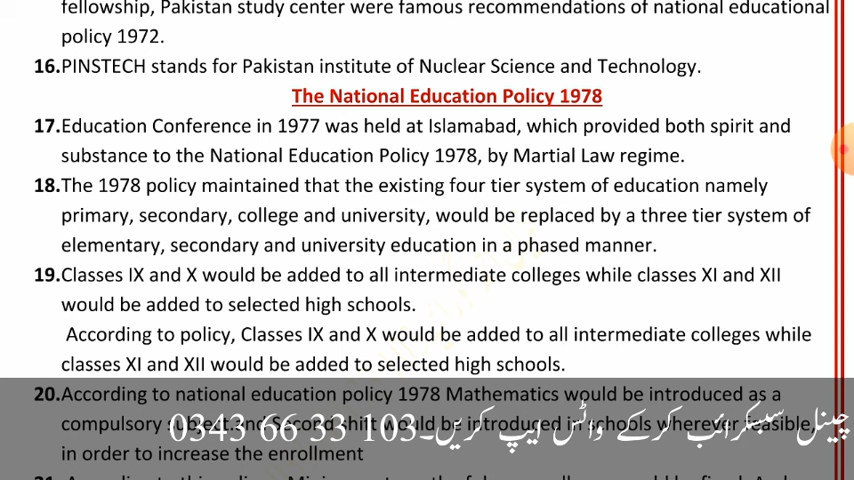 fellowship, Pakistan study center were famous recommendations of national educational
policy 1972.
16.PINSTECH stands for Pakistan institute of Nuclear Science and Technology.
The National Education Policy 1978
17.Education Conference in 1977 was held at Islamabad, which provided both spirit and
substance to the National Education Policy 1978, by Martial Law regime.
18.The 1978 policy maintained that the existing four tier system of education namely
primary, secondary, college and university, would be replaced by a three tier system of
elementary, secondary and university education in a phased manner.
19.Classes IX and X would be added to all intermediate colleges while classes XI and XII
would be added to selected high schools.
According to policy, Classes IX and X would be added to all intermediate colleges while
classes XI and XII would be added to selected high schools.
20.According to national education policy 1978 Mathematics would be introduced as a
compulsory subject.and Second shift would be introduced in schools wherever feasible,
چینل سبسکرائب کرکے واٹس ایپ کریں۔103 33 66 0343
in order to increase the enrollment